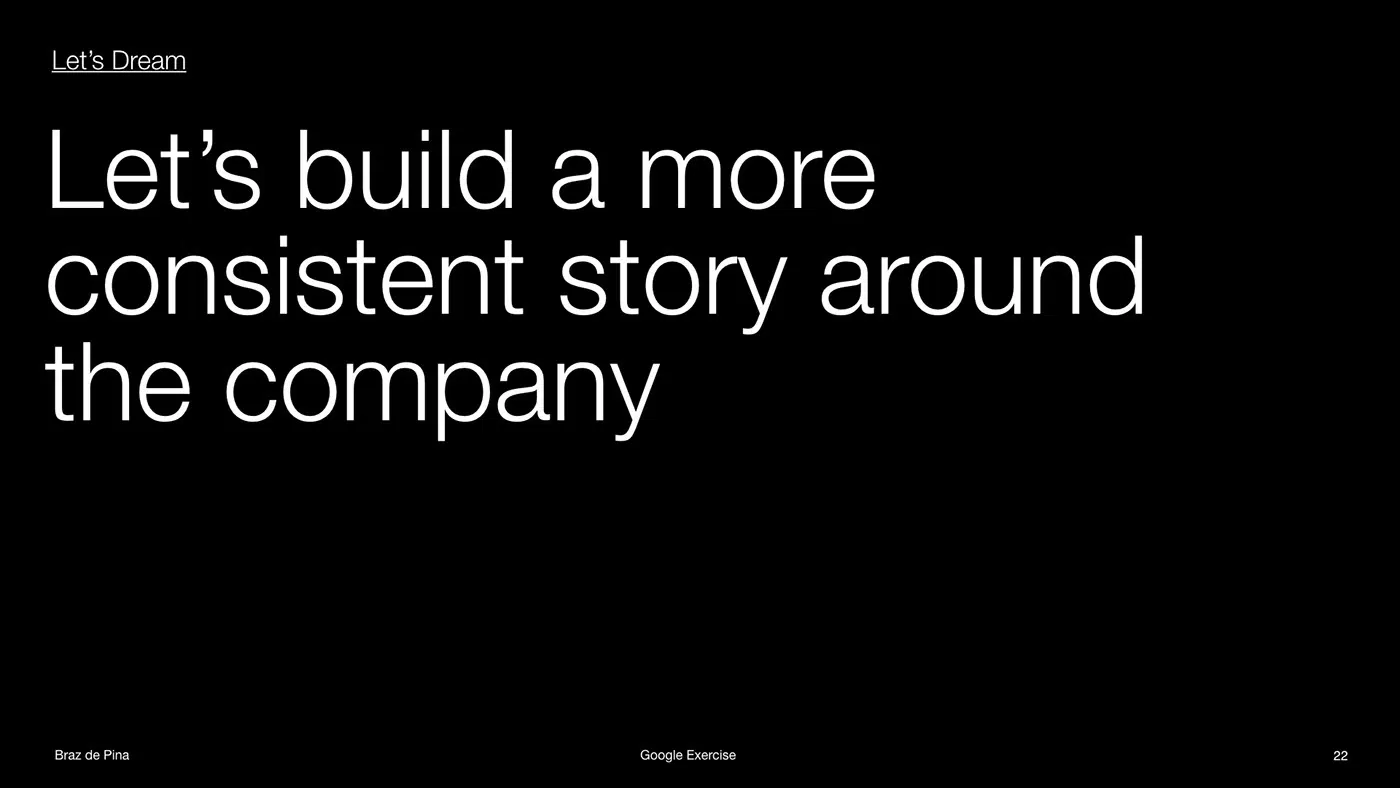 Let’s Dream
Let’s build a more
consistent story around
the company
Braz de Pina
Google Exercise
22